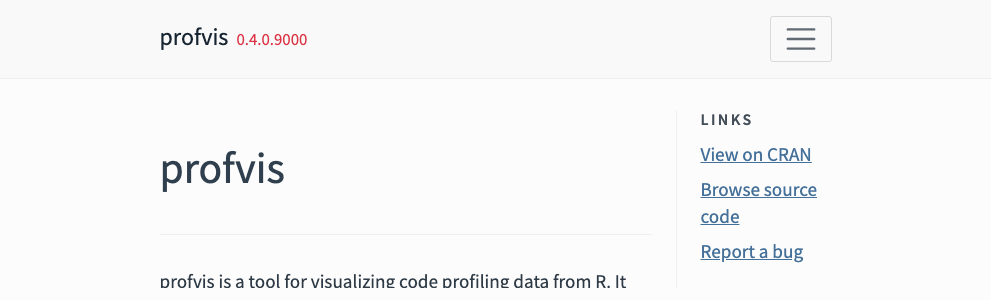 profvis 0.4.0.9000
profvis
profvis is a tool for visualizing code profiling data from R. It
LINKS
View on CRAN
Browse source
code
Report a bug